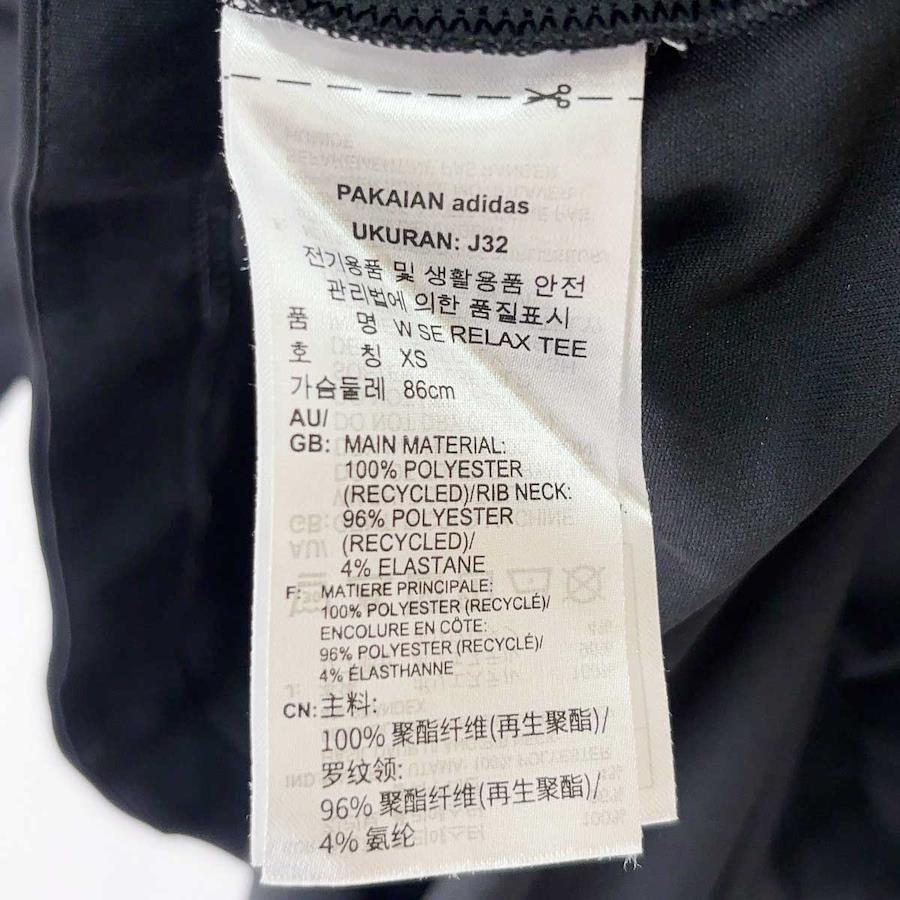 PAKAIAN adidas
UKURAN: J32
전기용품 및 생활용품 안전
관리법에 의한 품질표시
품 명 W SE RELAX TEE
호 칭 XS
가슴둘레 86cm
AU/
GB: MAIN MATERIAL:
100% POLYESTER
(RECYCLED)/RIB NECK:
96% POLYESTER
(RECYCLED)/
4% ELASTANE
F: MATIERE PRINCIPALE:
100% POLYESTER (RECYCLÉ)/
ENCOLURE EN CÔTE:
96% POLYESTER (RECYCLÉ)/
4% ÉLASTHANNE
CN: 主料:
100% 聚酯纤维(再生聚酯)/
罗纹领:
96% 聚酯纤维(再生聚酯)/
4% 氨纶